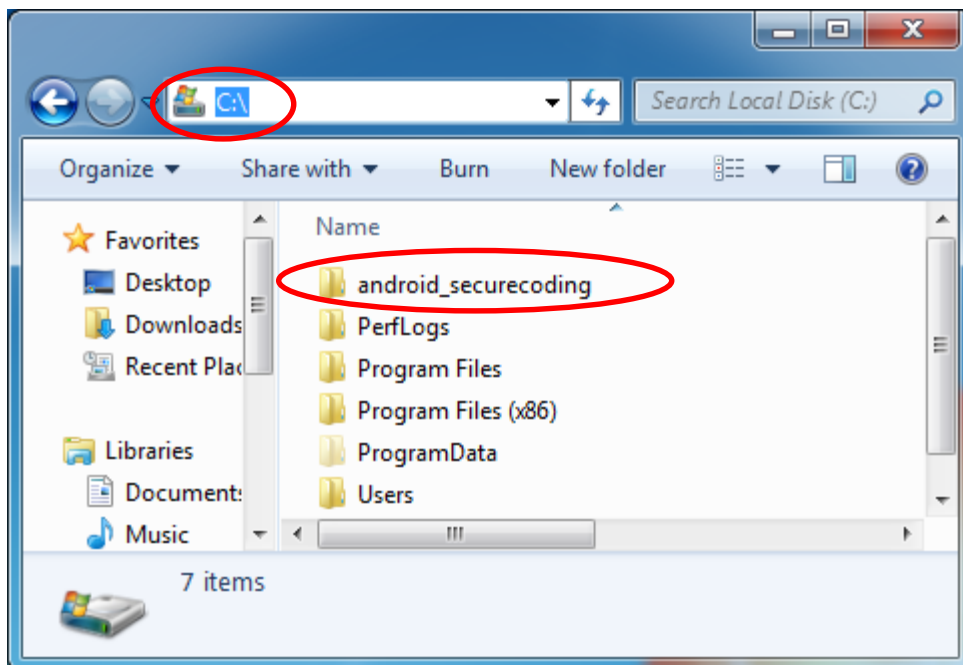 C:\
Search Local Disk (C:)
Organize Share with Burn New folder
Favorites
Desktop
Downloads
Recent Plac
Libraries
Document
Music
Name
android_securecoding
PerfLogs
Program Files
Program Files (x86)
ProgramData
Users
7 items